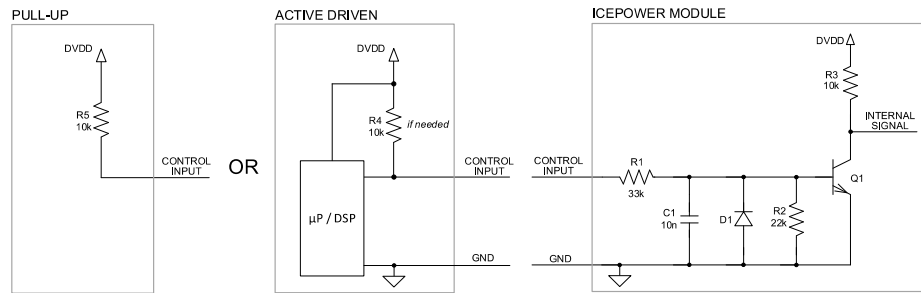 PULL-UP
DVDD
R5
10k
CONTROL
INPUT
OR
ACTIVE DRIVEN
DVDD
R4
10k
if needed
µP / DSP
CONTROL
INPUT
GND
ICEPOWER MODULE
DVDD
R3
10k
INTERNAL
SIGNAL
CONTROL
INPUT
R1
33k
Q1
C1
10n
D1
R2
22k
GND